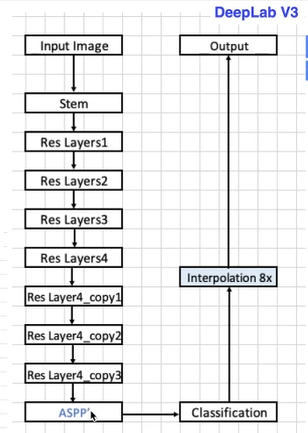 DeepLab V3
Input Image
Stem
Res Layers1
Res Layers2
Res Layers3
Res Layers4
Res Layer4_copy1
Res Layer4_copy2
Res Layer4_copy3
ASPP'
Classification
Interpolation 8x
Output